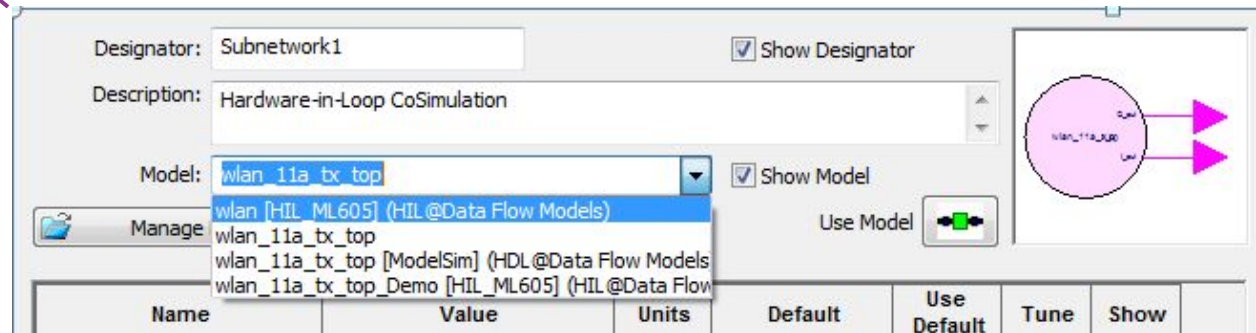 Designator: Subnetwork1 Show Designator
Description: Hardware-in-Loop CoSimulation
Model: wlan_11a_tx_top Show Model
wlan [HIL_ML605] (HIL@Data Flow Models)
Manage Use Model
wlan_11a_tx_top
wlan_11a_tx_top [ModelSim] (HDL@Data Flow Models
wlan_11a_tx_top_Demo [HIL_ML605] (HIL@Data Flow
Name Value Units Default Use Default Tune Show